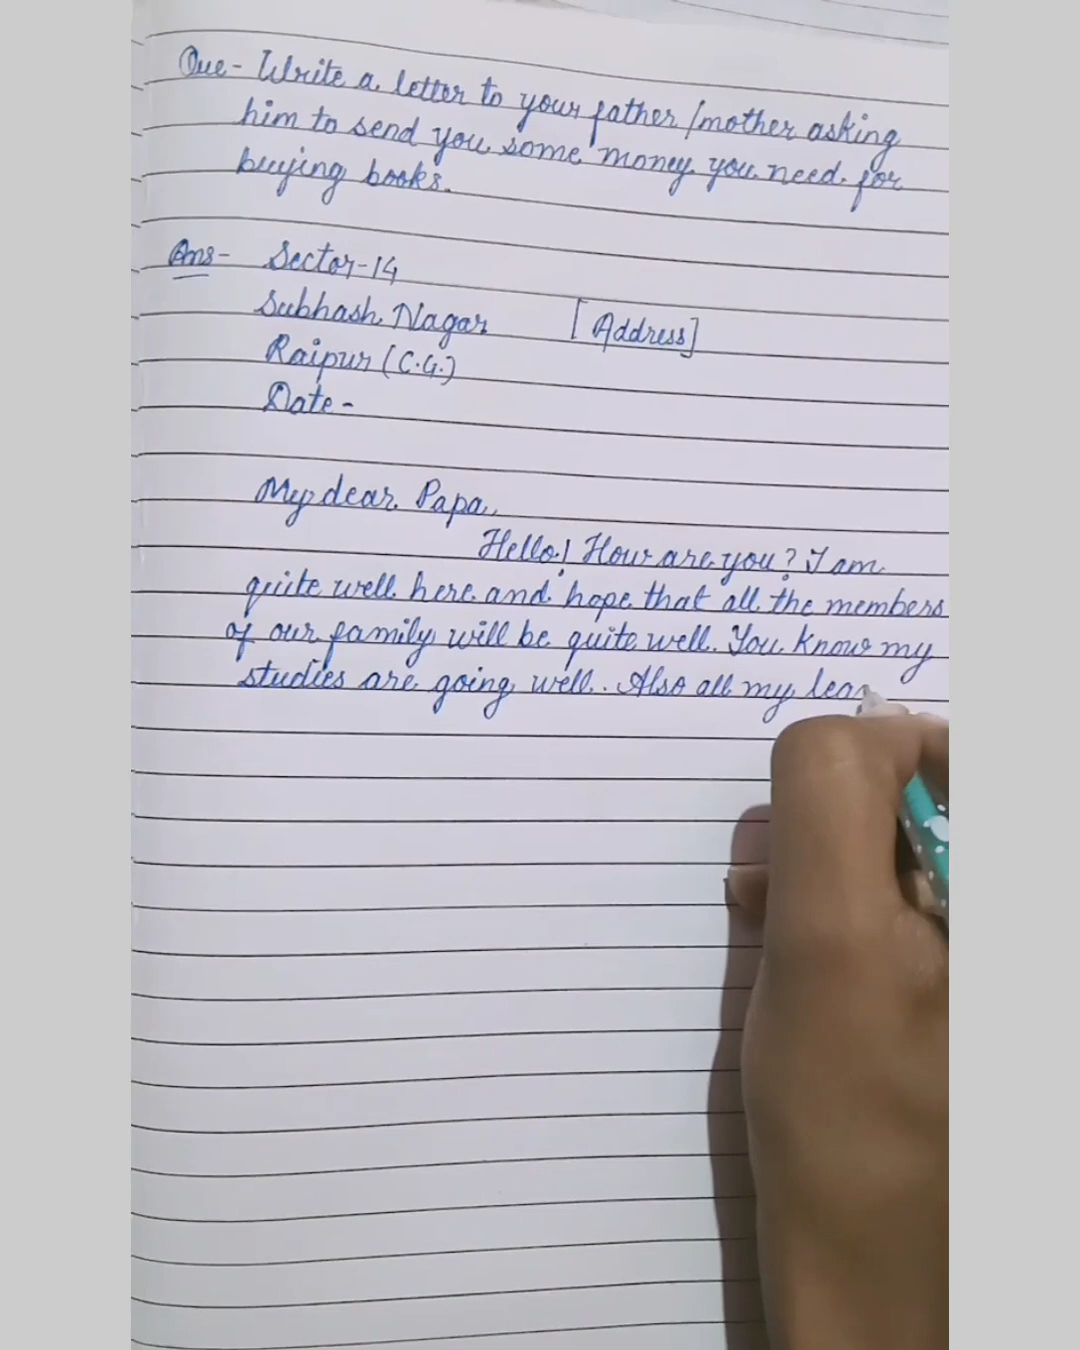 Que- Write a letter to your father/mother asking
him to send you some money you need for
buying books.
Ans- Sector-14
Subhash Nagar [Address]
Raipur (C.G.)
Date-
My dear Papa,
Hello! How are you? I am
quite well here and hope that all the members
of our family will be quite well. You know my
studies are going well. Also all my